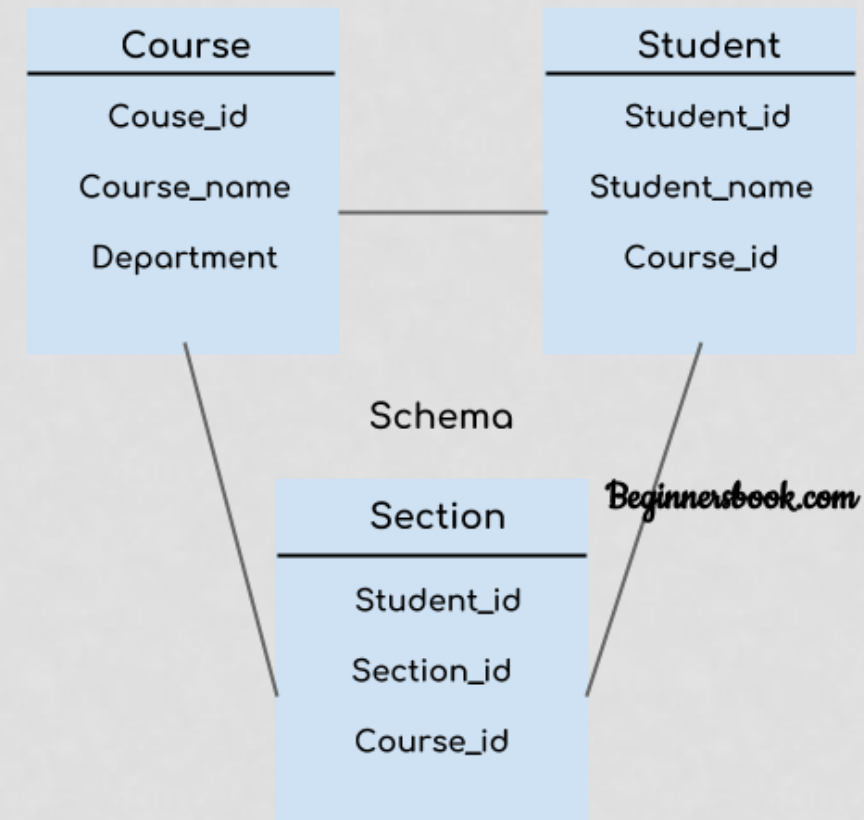 Course
Couse_id
Course_name
Department
Student
Student_id
Student_name
Course_id
Schema
Beginnersbook.com
Section
Student_id
Section_id
Course_id